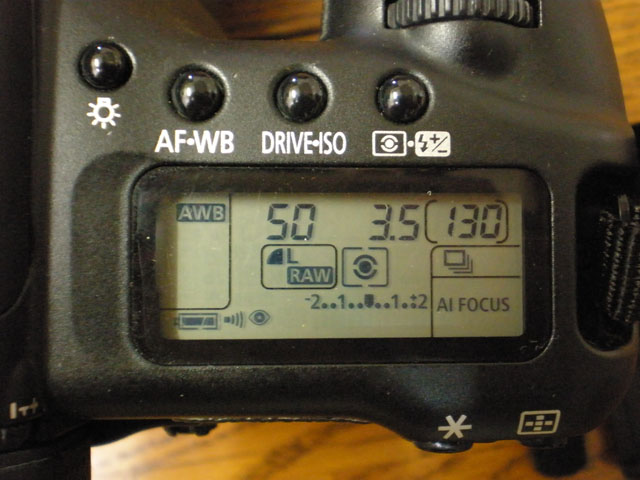 AF•WB DRIVE•ISO
AWB 50 3.5 [130]
L
RAW
-2..1..0..1.:2
AI FOCUS